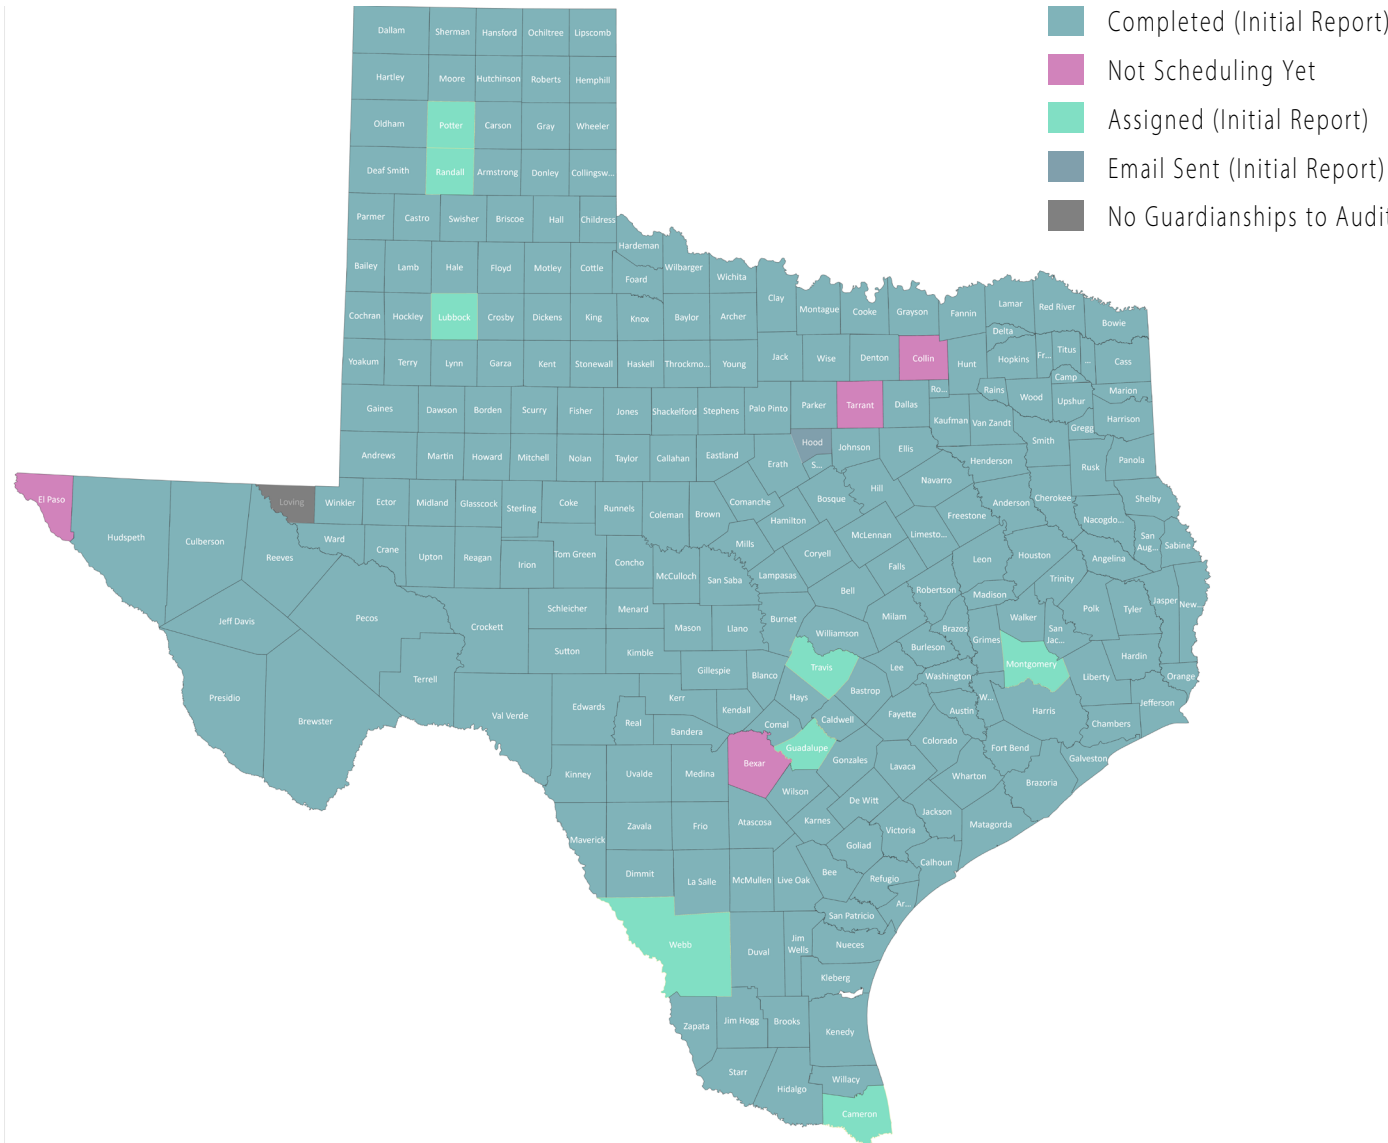 Completed (Initial Report)
Not Scheduling Yet
Assigned (Initial Report)
Email Sent (Initial Report)
No Guardianships to Audit
Dallam Sherman Hansford Ochiltree Lipscomb
Hartley Moore Hutchinson Roberts Hemphill
Oldham Potter Carson Gray Wheeler
Deaf Smith Randall Armstrong Donley Collingsw...
Parmer Castro Swisher Briscoe Hall Childress
Hardeman
Bailey Lamb Hale Floyd Motley Cottle Foard Wilbarger Wichita
Clay
Cochran Hockley Lubbock Crosby Dickens King Knox Baylor Archer Montague Cooke Grayson Fannin Lamar Red River Bowie
Delta
Yoakum Terry Lynn Garza Kent Stonewall Haskell Throckmo... Young Jack Wise Denton Collin Hunt Hopkins Fr... Titus ... Cass
Camp
Ro... Rains Wood Upshur Marion
Gaines Dawson Borden Scurry Fisher Jones Shackelford Stephens Palo Pinto Parker Tarrant Dallas Kaufman Van Zandt Gregg Harrison
Smith
Andrews Martin Howard Mitchell Nolan Taylor Callahan Eastland Erath Hood S... Johnson Ellis Henderson Rusk Panola
Navarro
El Paso Loving Winkler Ector Midland Glasscock Sterling Coke Runnels Coleman Brown Comanche Bosque Hill Anderson Cherokee Shelby
Hamilton Freestone Nacogdo...
Hudspeth Culberson Reeves Ward Crane Upton Reagan Irion Tom Green Concho Mills McLennan Limesto... San
Aug... Sabine
McCulloch San Saba Lampasas Coryell Falls Leon Houston Angelina
Trinity
Bell Robertson Madison Jasper New...
Jeff Davis Pecos Crockett Schleicher Menard Mason Llano Burnet Williamson Milam Brazos Grimes Walker San
Jac... Polk Tyler
Sutton Kimble Burleson
Terrell Gillespie Blanco Travis Lee Washington Montgomery Liberty Hardin Orange
Presidio Brewster Val Verde Edwards Real Kerr Kendall Hays Bastrop Austin W... Harris Jefferson
Bandera Comal Caldwell Fayette Chambers
Kinney Uvalde Medina Bexar Guadalupe Gonzales Lavaca Colorado Fort Bend Galveston
Wilson Wharton Brazoria
Maverick Zavala Frio Atascosa Karnes De Witt Victoria Jackson Matagorda
Goliad
Dimmit La Salle McMullen Live Oak Bee Refugio Calhoun
Ar...
San Patricio
Webb Duval Jim
Wells Nueces
Kleberg
Zapata Jim Hogg Brooks Kenedy
Starr Hidalgo Willacy
Cameron